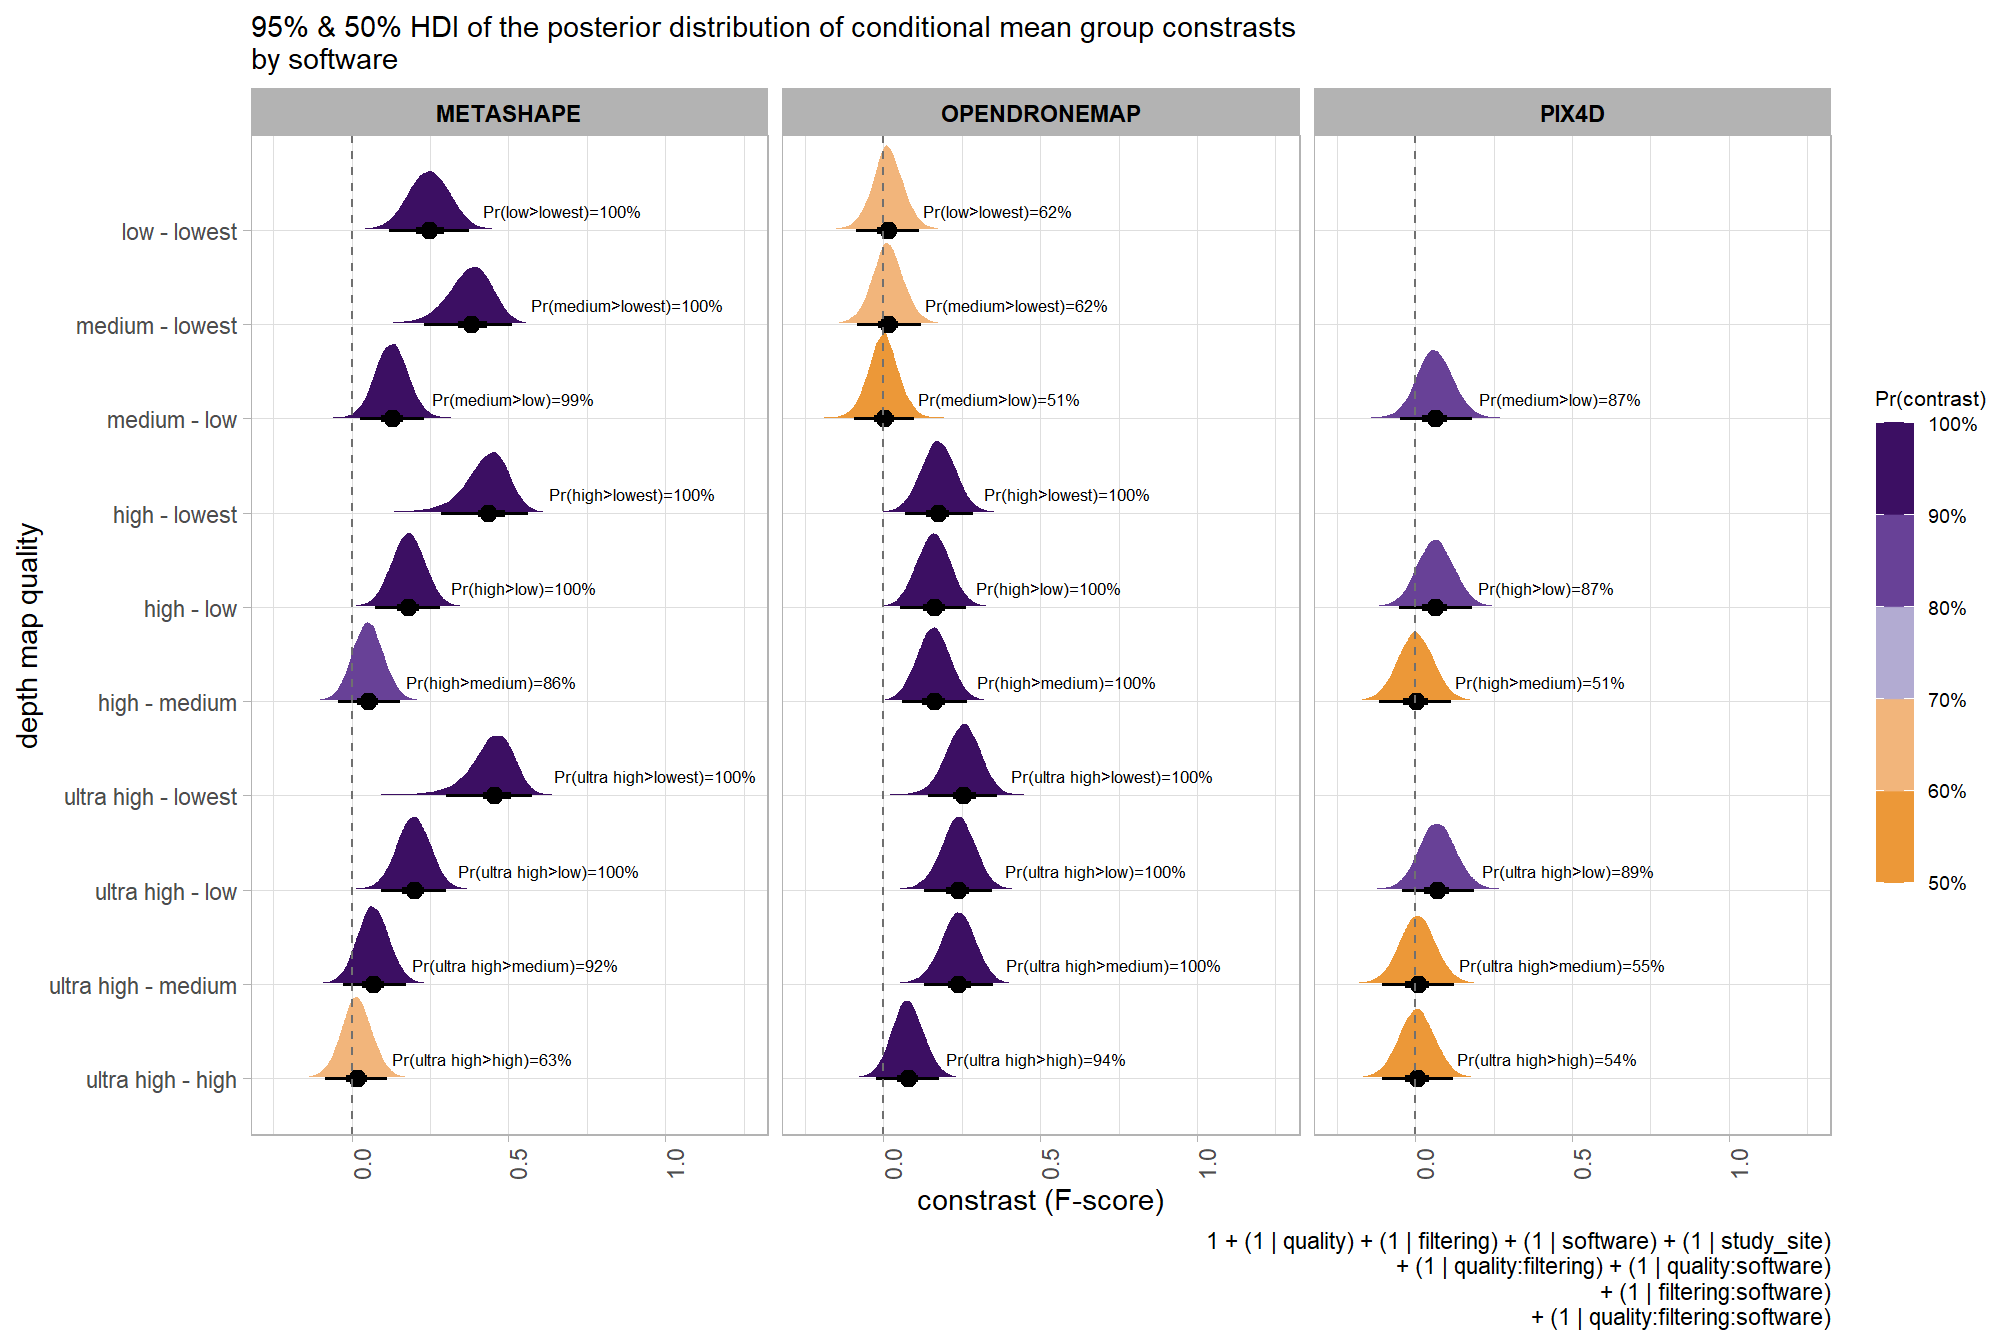 95% & 50% HDI of the posterior distribution of conditional mean group constrasts
by software
METASHAPE
OPENDRONEMAP
PIX4D
depth map quality
low - lowest
Pr(low>lowest)=100%
Pr(low>lowest)=62%
medium - lowest
Pr(medium>lowest)=100%
Pr(medium>lowest)=62%
medium - low
Pr(medium>low)=99%
Pr(medium>low)=51%
Pr(medium>low)=87%
high - lowest
Pr(high>lowest)=100%
Pr(high>lowest)=100%
high - low
Pr(high>low)=100%
Pr(high>low)=100%
Pr(high>low)=87%
high - medium
Pr(high>medium)=86%
Pr(high>medium)=100%
Pr(high>medium)=51%
ultra high - lowest
Pr(ultra high>lowest)=100%
Pr(ultra high>lowest)=100%
ultra high - low
Pr(ultra high>low)=100%
Pr(ultra high>low)=100%
Pr(ultra high>low)=89%
ultra high - medium
Pr(ultra high>medium)=92%
Pr(ultra high>medium)=100%
Pr(ultra high>medium)=55%
ultra high - high
Pr(ultra high>high)=63%
Pr(ultra high>high)=94%
Pr(ultra high>high)=54%
0.0
0.5
1.0
0.0
0.5
1.0
0.0
0.5
1.0
constrast (F-score)
Pr(contrast)
100%
90%
80%
70%
60%
50%
1 + (1 | quality) + (1 | filtering) + (1 | software) + (1 | study_site)
+ (1 | quality:filtering) + (1 | quality:software)
+ (1 | filtering:software)
+ (1 | quality:filtering:software)